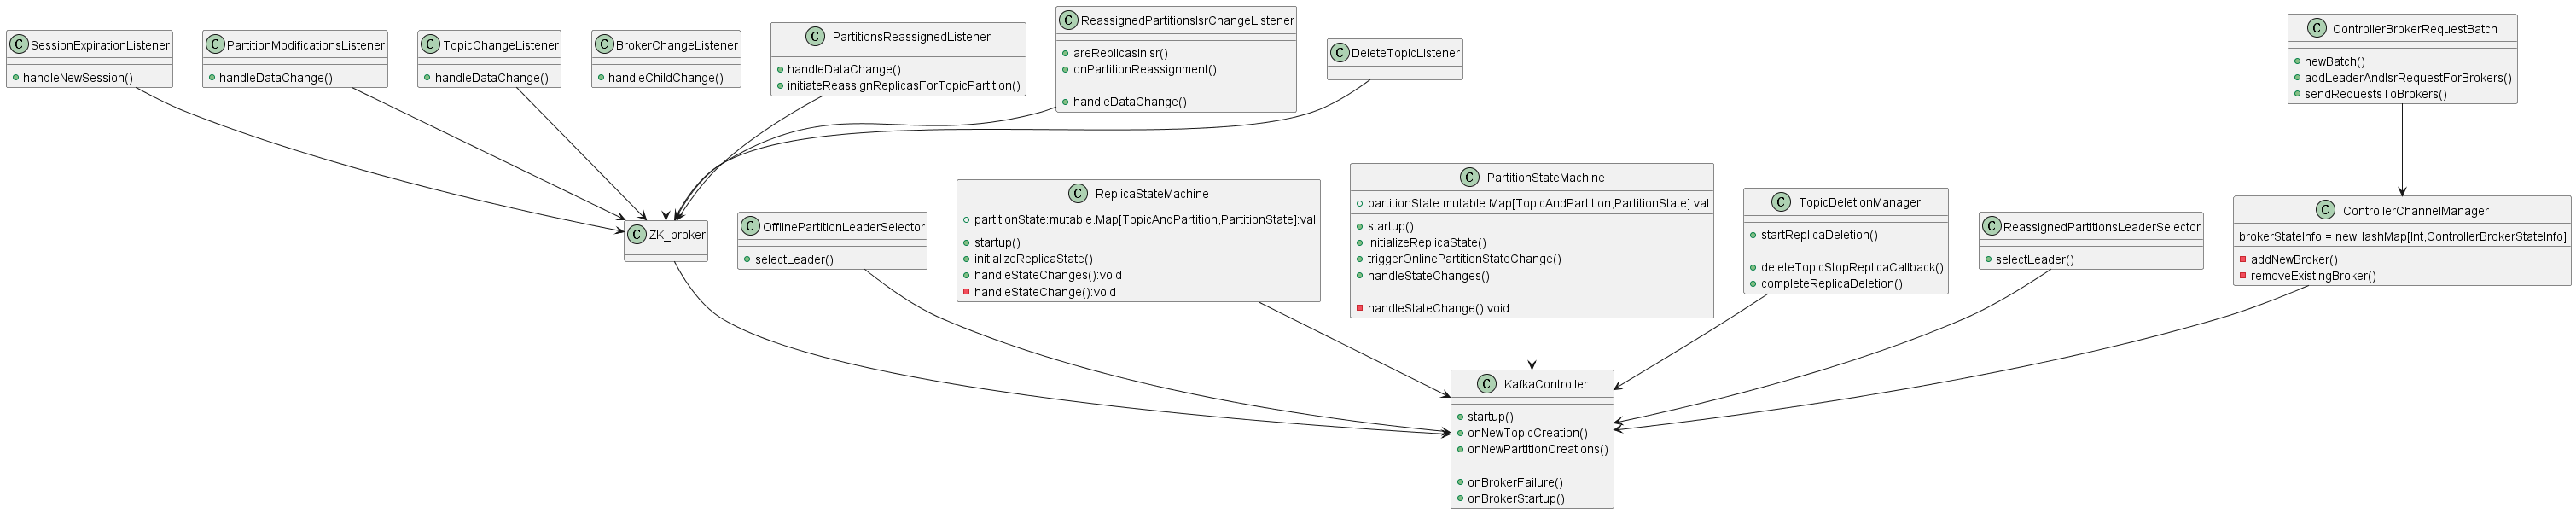 C SessionExpirationListener
handleNewSession()
C PartitionModificationsListener
handleDataChange()
C TopicChangeListener
handleDataChange()
C BrokerChangeListener
handleChildChange()
C PartitionsReassignedListener
handleDataChange()
initiateReassignReplicasForTopicPartition()
C ReassignedPartitionsIsrChangeListener
areReplicasInIsr()
onPartitionReassignment()
handleDataChange()
C DeleteTopicListener
C ControllerBrokerRequestBatch
newBatch()
addLeaderAndIsrRequestForBrokers()
sendRequestsToBrokers()
C ZK_broker
C OfflinePartitionLeaderSelector
selectLeader()
C ReplicaStateMachine
partitionState:mutable.Map[TopicAndPartition,PartitionState]:val
startup()
initializeReplicaState()
handleStateChanges():void
handleStateChange():void
C PartitionStateMachine
partitionState:mutable.Map[TopicAndPartition,PartitionState]:val
startup()
initializeReplicaState()
triggerOnlinePartitionStateChange()
handleStateChanges()
handleStateChange():void
C TopicDeletionManager
startReplicaDeletion()
deleteTopicStopReplicaCallback()
completeReplicaDeletion()
C ReassignedPartitionsLeaderSelector
selectLeader()
C ControllerChannelManager
brokerStateInfo = newHashMap[Int,ControllerBrokerStateInfo]
addNewBroker()
removeExistingBroker()
C KafkaController
startup()
onNewTopicCreation()
onNewPartitionCreations()
onBrokerFailure()
onBrokerStartup()